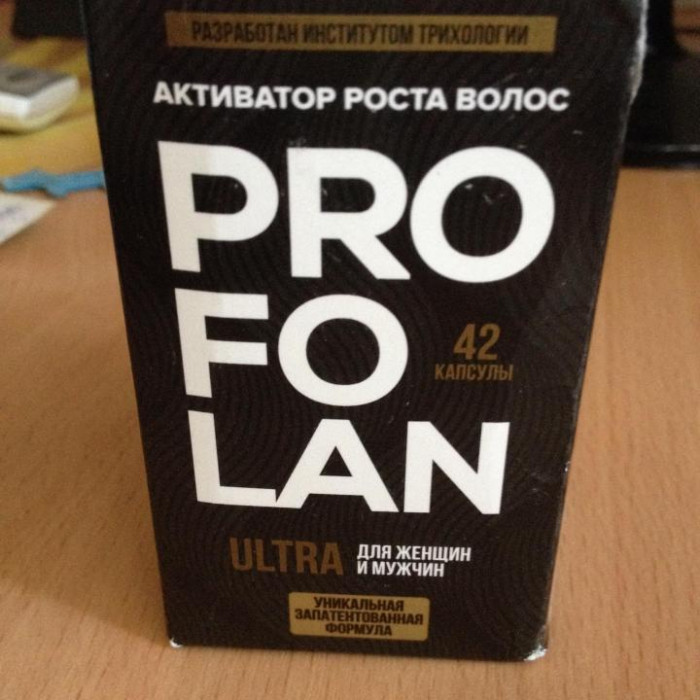 РАЗРАБОТАН ИНСТИТУТОМ ТРИХОЛОГИИ
АКТИВАТОР РОСТА ВОЛОС
PRO
FO
LAN
42
КАПСУЛЫ
ULTRA
ДЛЯ ЖЕНЩИН
И МУЖЧИН
УНИКАЛЬНАЯ
ЗАПАТЕНТОВАННАЯ
ФОРМУЛА